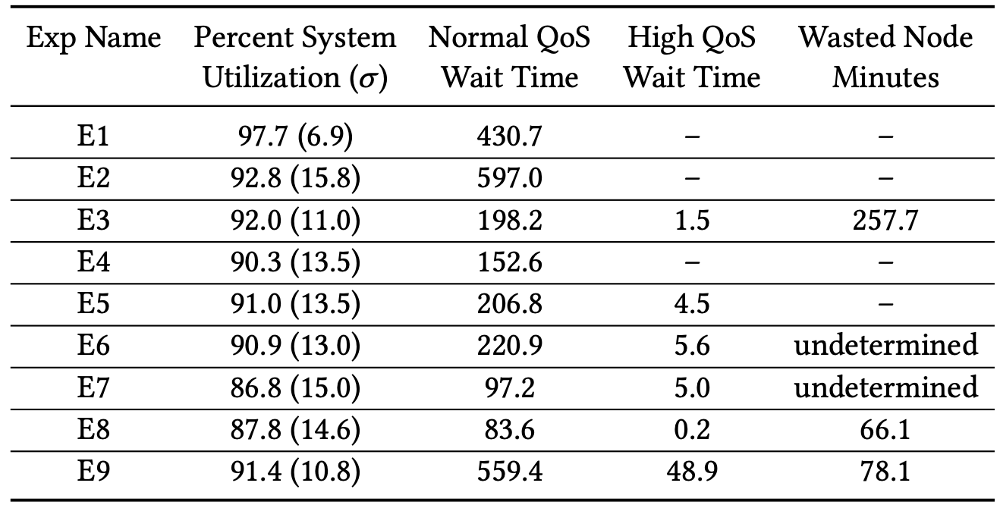 Exp Name Percent System Normal QoS High QoS Wasted Node
Utilization (σ) Wait Time Wait Time Minutes
E1 97.7 (6.9) 430.7 – –
E2 92.8 (15.8) 597.0 – –
E3 92.0 (11.0) 198.2 1.5 257.7
E4 90.3 (13.5) 152.6 – –
E5 91.0 (13.5) 206.8 4.5 –
E6 90.9 (13.0) 220.9 5.6 undetermined
E7 86.8 (15.0) 97.2 5.0 undetermined
E8 87.8 (14.6) 83.6 0.2 66.1
E9 91.4 (10.8) 559.4 48.9 78.1